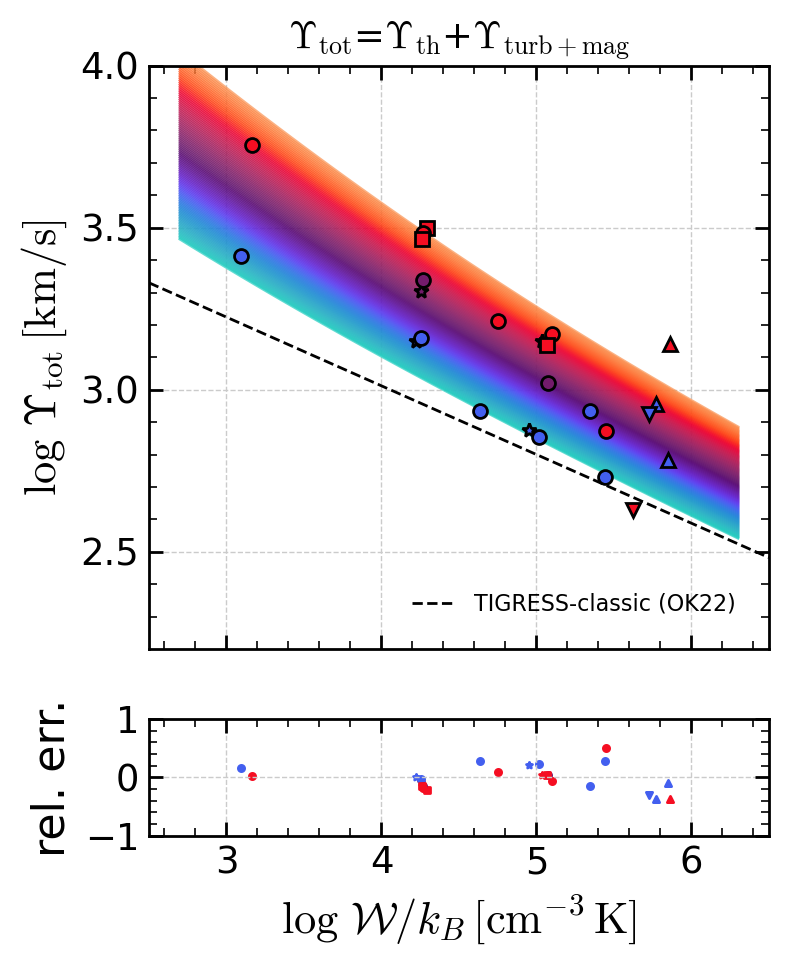 Υtot=Υth+Υturb+mag
4.0
3.5
3.0
2.5
log Υtot [km/s]
TIGRESS-classic (OK22)
1
0
−1
rel. err.
3 4 5 6
log 𝒲/kB [cm⁻³ K]